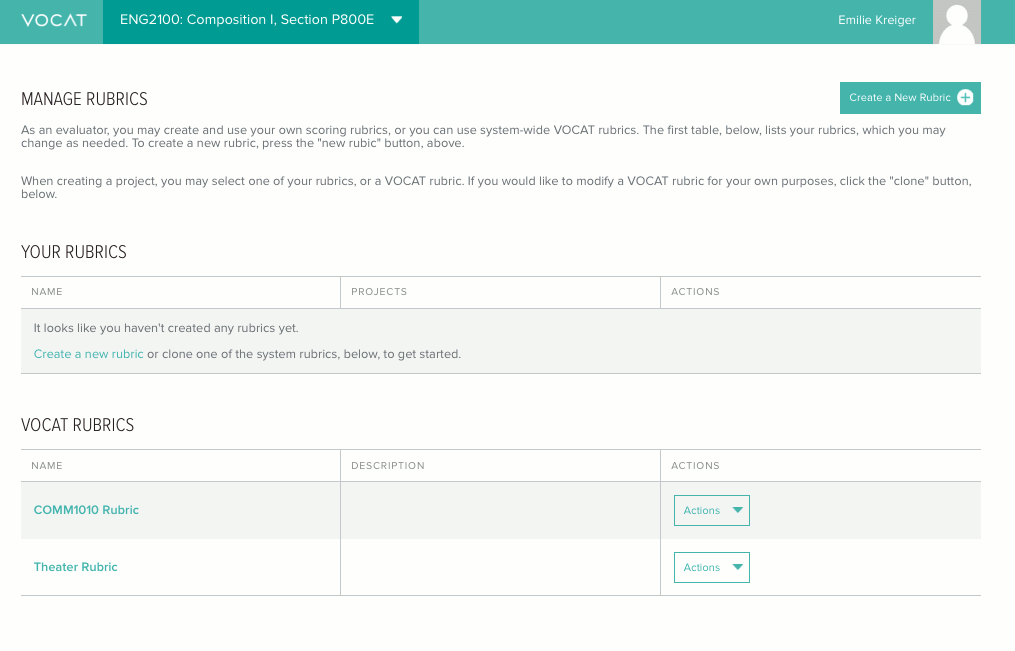 VOCAT
ENG2100: Composition I, Section P800E
Emilie Kreiger
MANAGE RUBRICS
Create a New Rubric
As an evaluator, you may create and use your own scoring rubrics, or you can use system-wide VOCAT rubrics. The first table, below, lists your rubrics, which you may
change as needed. To create a new rubric, press the "new rubic" button, above.
When creating a project, you may select one of your rubrics, or a VOCAT rubric. If you would like to modify a VOCAT rubric for your own purposes, click the "clone" button,
below.
YOUR RUBRICS
NAME PROJECTS ACTIONS
It looks like you haven't created any rubrics yet.
Create a new rubric or clone one of the system rubrics, below, to get started.
VOCAT RUBRICS
NAME DESCRIPTION ACTIONS
COMM1010 Rubric Actions
Theater Rubric Actions